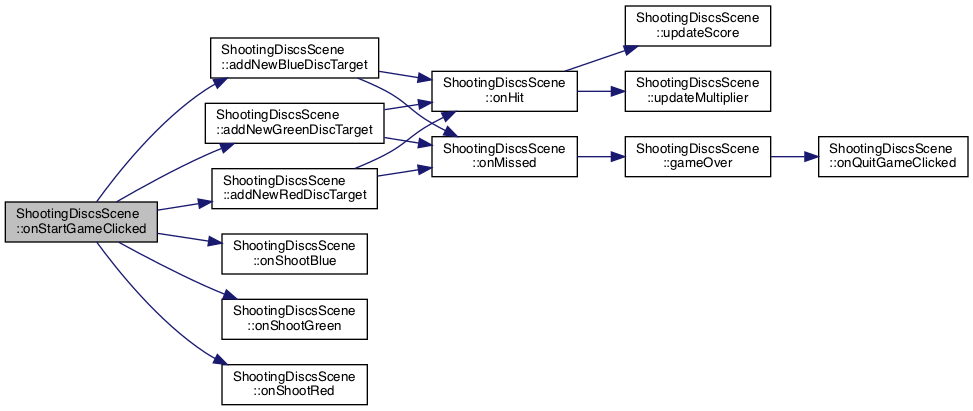 ShootingDiscsScene
::onStartGameClicked
ShootingDiscsScene
::addNewBlueDiscTarget
ShootingDiscsScene
::addNewGreenDiscTarget
ShootingDiscsScene
::addNewRedDiscTarget
ShootingDiscsScene
::onShootBlue
ShootingDiscsScene
::onShootGreen
ShootingDiscsScene
::onShootRed
ShootingDiscsScene
::onHit
ShootingDiscsScene
::onMissed
ShootingDiscsScene
::updateScore
ShootingDiscsScene
::updateMultiplier
ShootingDiscsScene
::gameOver
ShootingDiscsScene
::onQuitGameClicked